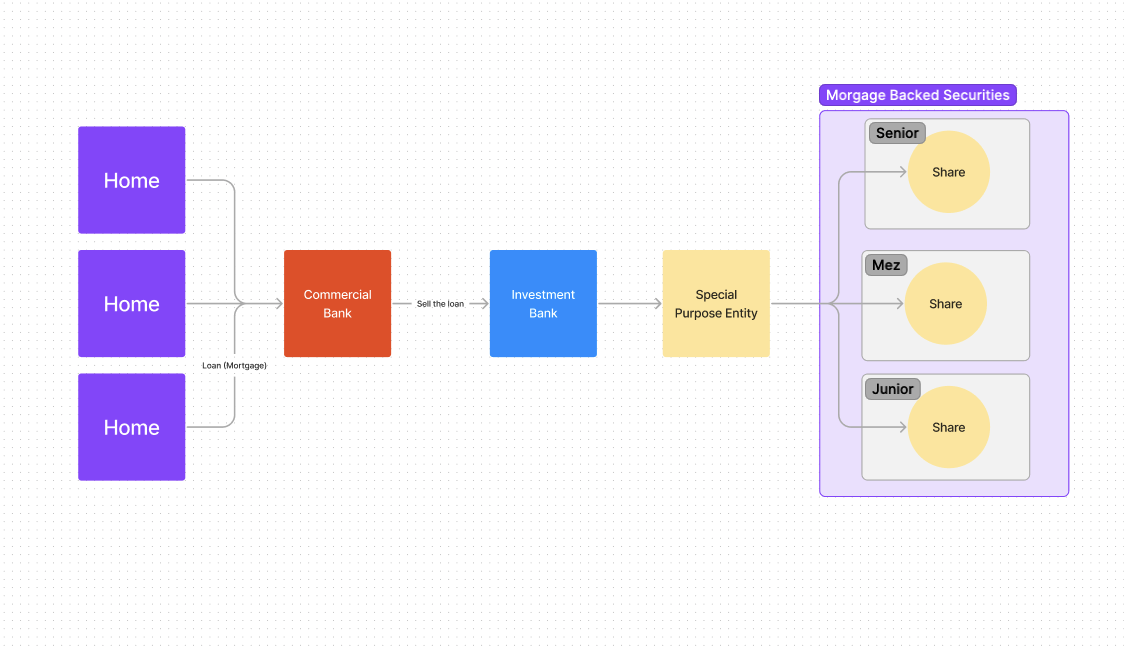 Morgage Backed Securities
Senior
Share
Home
Home
Home
Loan (Mortgage)
Commercial
Bank
Sell the loan
Investment
Bank
Special
Purpose Entity
Mez
Share
Junior
Share